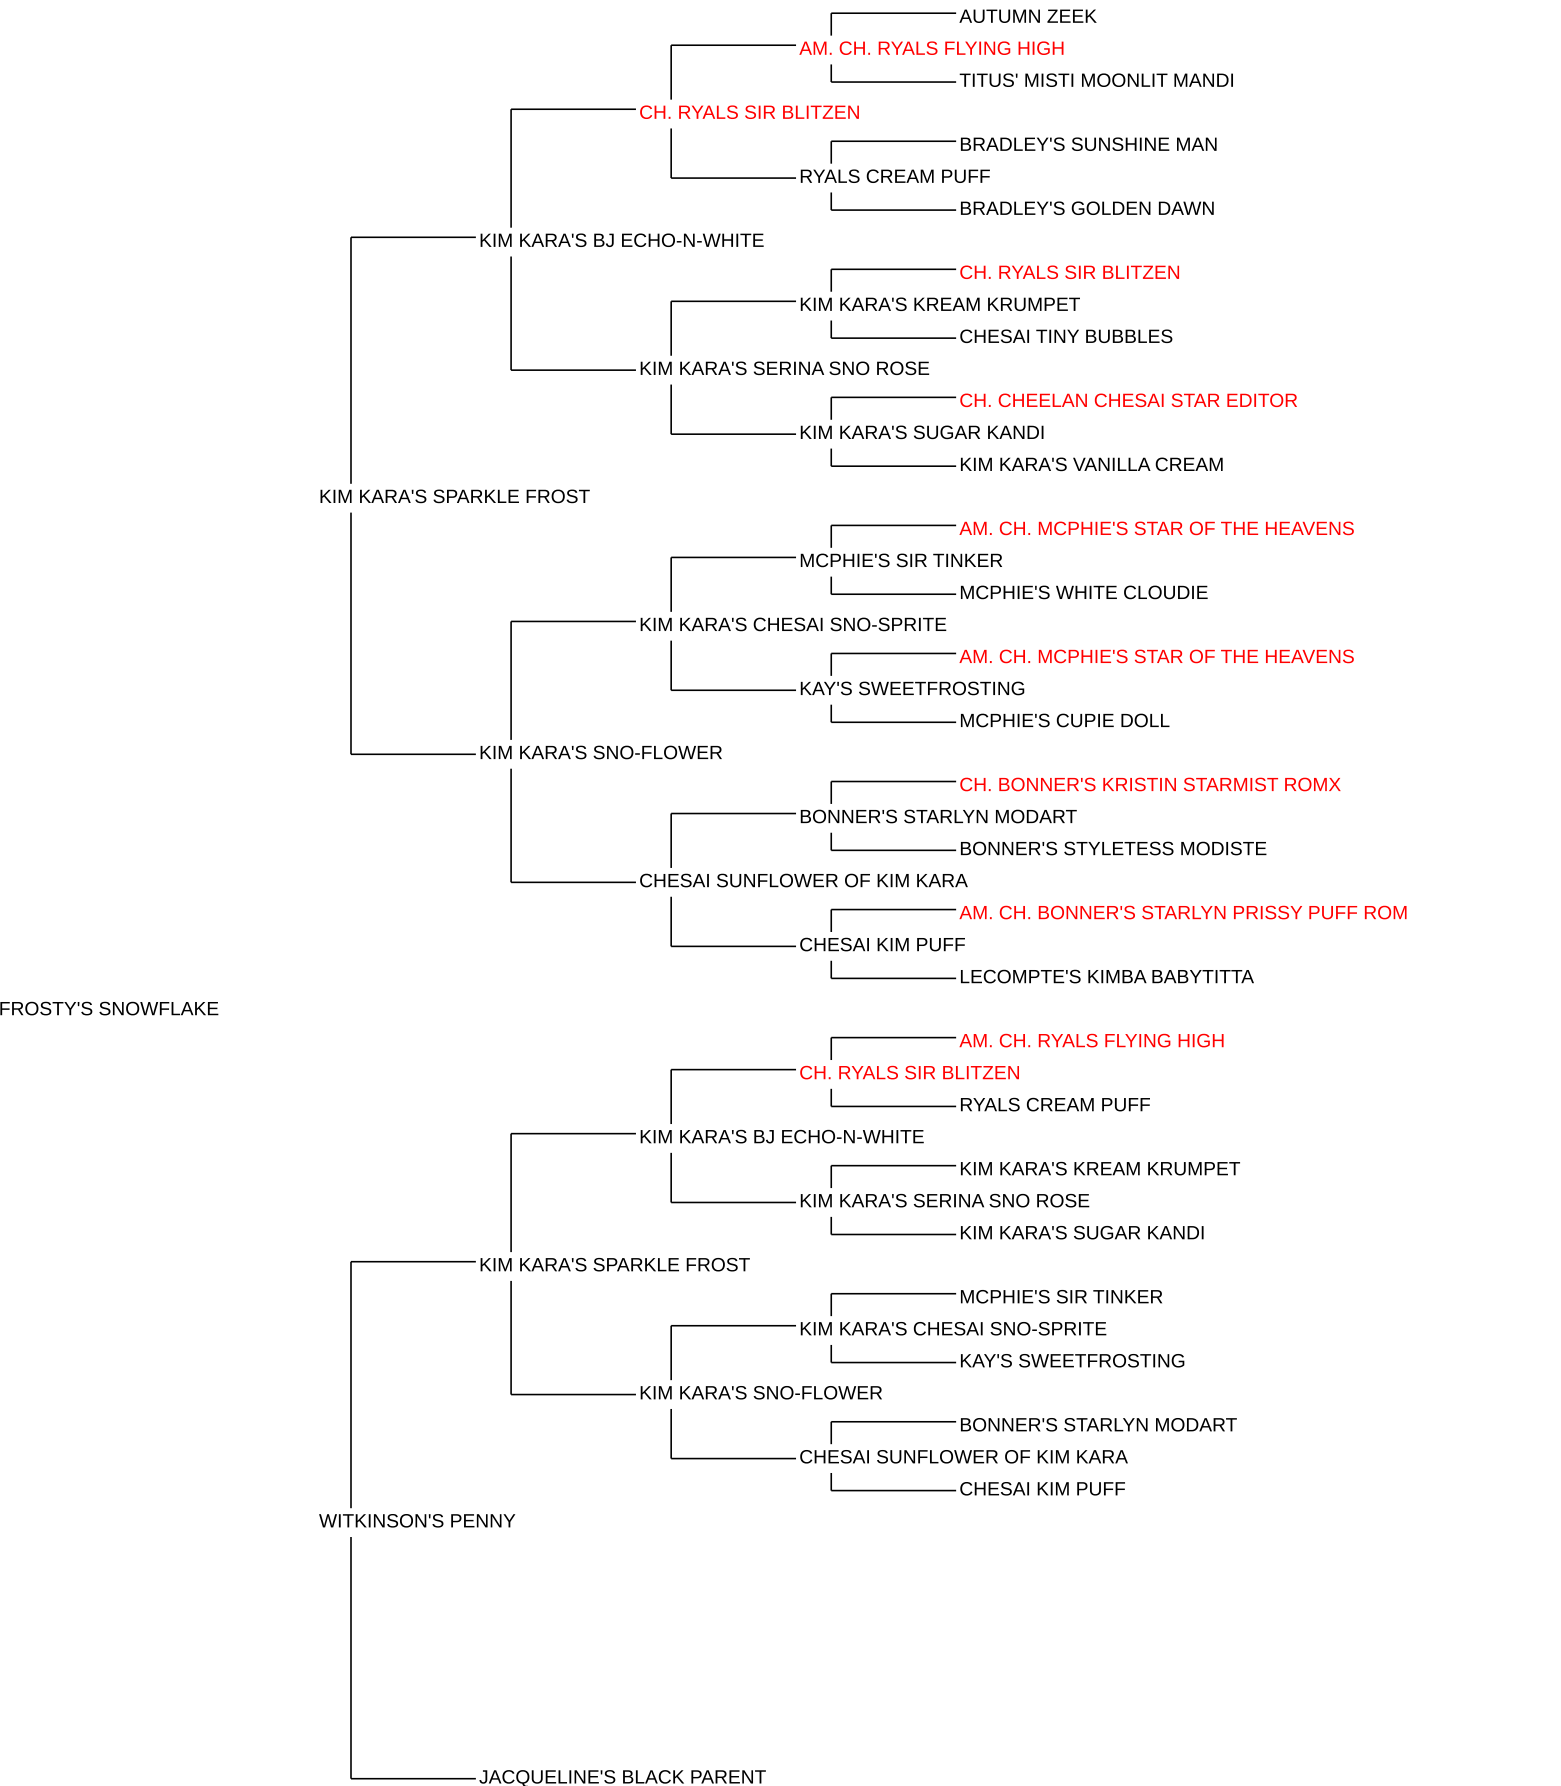 AUTUMN ZEEK
AM. CH. RYALS FLYING HIGH
TITUS' MISTI MOONLIT MANDI
CH. RYALS SIR BLITZEN
BRADLEY'S SUNSHINE MAN
RYALS CREAM PUFF
BRADLEY'S GOLDEN DAWN
KIM KARA'S BJ ECHO-N-WHITE
CH. RYALS SIR BLITZEN
KIM KARA'S KREAM KRUMPET
CHESAI TINY BUBBLES
KIM KARA'S SERINA SNO ROSE
CH. CHEELAN CHESAI STAR EDITOR
KIM KARA'S SUGAR KANDI
KIM KARA'S VANILLA CREAM
KIM KARA'S SPARKLE FROST
AM. CH. MCPHIE'S STAR OF THE HEAVENS
MCPHIE'S SIR TINKER
MCPHIE'S WHITE CLOUDIE
KIM KARA'S CHESAI SNO-SPRITE
AM. CH. MCPHIE'S STAR OF THE HEAVENS
KAY'S SWEETFROSTING
MCPHIE'S CUPIE DOLL
KIM KARA'S SNO-FLOWER
CH. BONNER'S KRISTIN STARMIST ROMX
BONNER'S STARLYN MODART
BONNER'S STYLETESS MODISTE
CHESAI SUNFLOWER OF KIM KARA
AM. CH. BONNER'S STARLYN PRISSY PUFF ROM
CHESAI KIM PUFF
LECOMPTE'S KIMBA BABYTITTA
FROSTY'S SNOWFLAKE
AM. CH. RYALS FLYING HIGH
CH. RYALS SIR BLITZEN
RYALS CREAM PUFF
KIM KARA'S BJ ECHO-N-WHITE
KIM KARA'S KREAM KRUMPET
KIM KARA'S SERINA SNO ROSE
KIM KARA'S SUGAR KANDI
KIM KARA'S SPARKLE FROST
MCPHIE'S SIR TINKER
KIM KARA'S CHESAI SNO-SPRITE
KAY'S SWEETFROSTING
KIM KARA'S SNO-FLOWER
BONNER'S STARLYN MODART
CHESAI SUNFLOWER OF KIM KARA
CHESAI KIM PUFF
WITKINSON'S PENNY
JACQUELINE'S BLACK PARENT